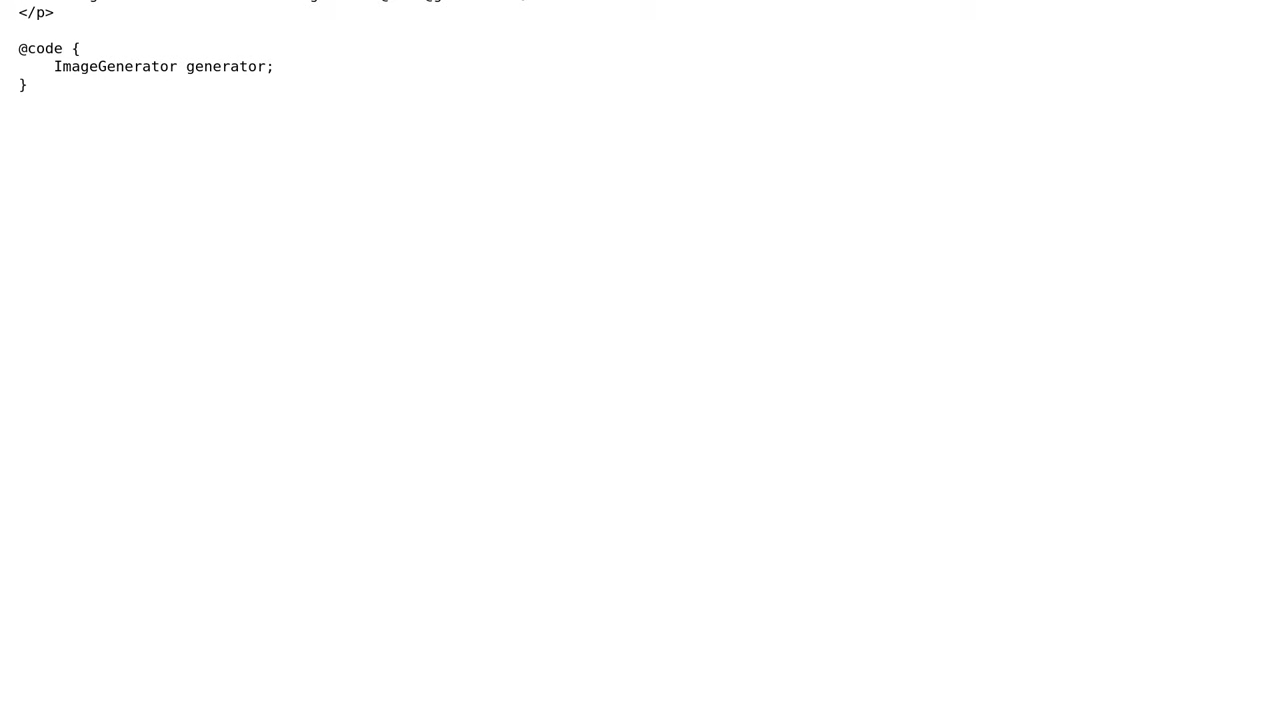 </p>
@code {
    ImageGenerator generator;
}